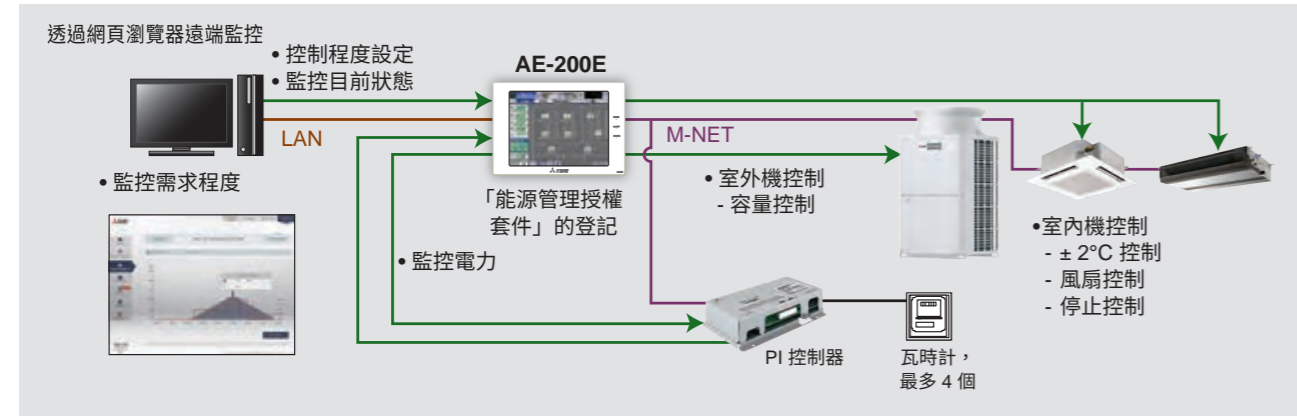 透過網頁瀏覽器遠端監控
• 控制程度設定
• 監控目前狀態
AE-200E
LAN
M-NET
• 監控需求程度
「能源管理授權
套件」的登記
• 室外機控制
- 容量控制
•室內機控制
- ± 2°C 控制
- 風扇控制
- 停止控制
• 監控電力
PI 控制器
瓦時計，
最多 4 個